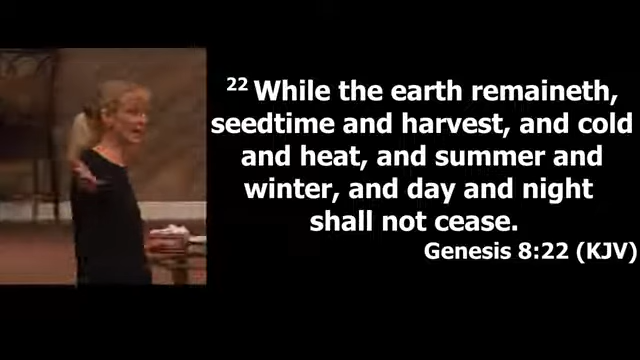 22 While the earth remaineth,
seedtime and harvest, and cold
and heat, and summer and
winter, and day and night
shall not cease.
Genesis 8:22 (KJV)